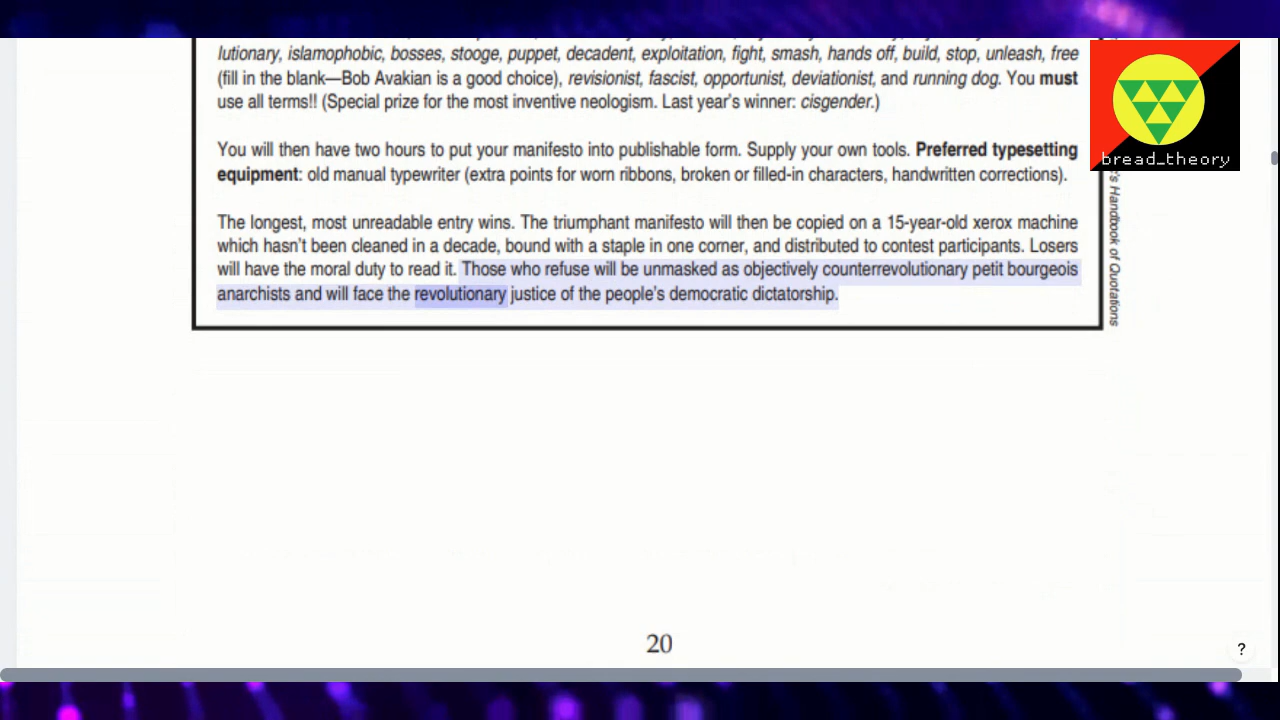 lutionary, islamophobic, bosses, stooge, puppet, decadent, exploitation, fight, smash, hands off, build, stop, unleash, free
(fill in the blank—Bob Avakian is a good choice), revisionist, fascist, opportunist, deviationist, and running dog. You must
use all terms!! (Special prize for the most inventive neologism. Last year's winner: cisgender.)
You will then have two hours to put your manifesto into publishable form. Supply your own tools. Preferred typesetting
equipment: old manual typewriter (extra points for worn ribbons, broken or filled-in characters, handwritten corrections).
The longest, most unreadable entry wins. The triumphant manifesto will then be copied on a 15-year-old xerox machine
which hasn't been cleaned in a decade, bound with a staple in one corner, and distributed to contest participants. Losers
will have the moral duty to read it. Those who refuse will be unmasked as objectively counterrevolutionary petit bourgeois
anarchists and will face the revolutionary justice of the people's democratic dictatorship.
's Handbook of Quotations
bread_theory
20
?